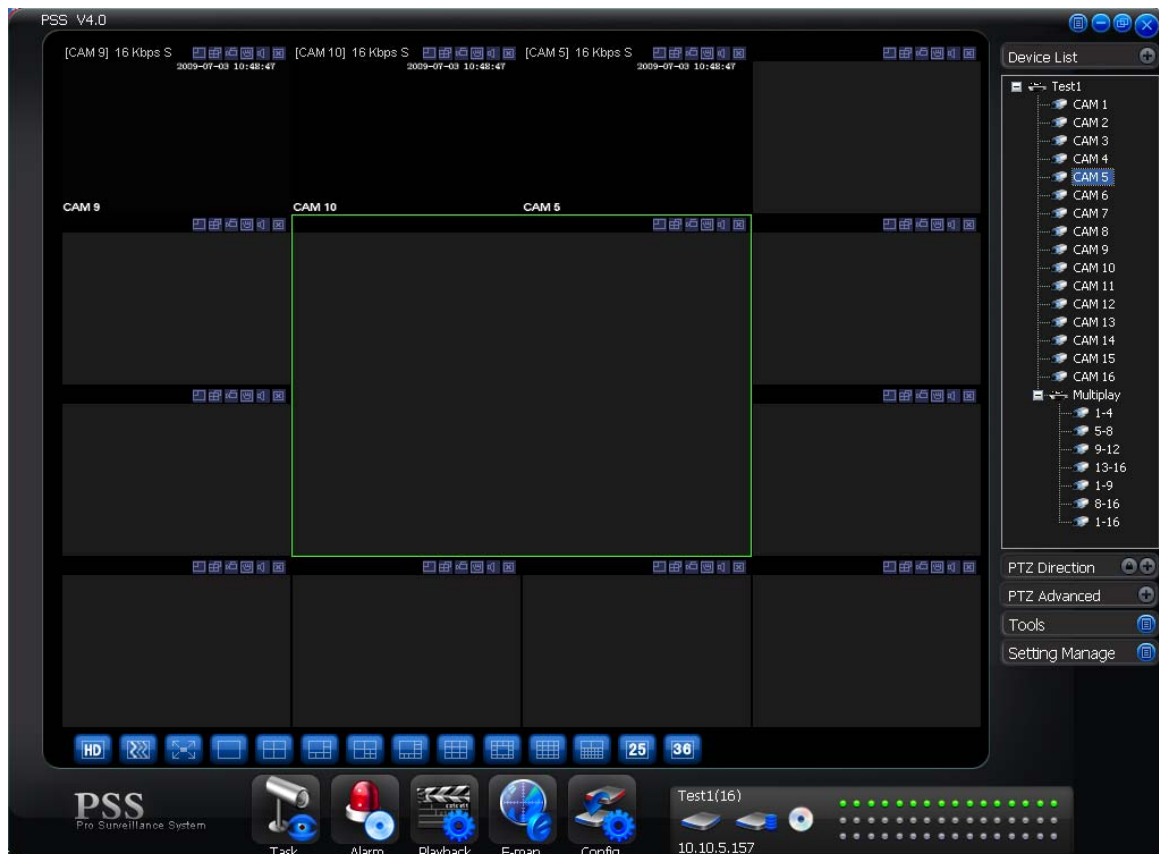 PSS V4.0
[CAM 9] 16 Kbps S
2009-07-03 10:48:47
CAM 9
[CAM 10] 16 Kbps S
2009-07-03 10:48:47
CAM 10
[CAM 5] 16 Kbps S
2009-07-03 10:48:47
CAM 5
Device List
Test1
CAM 1
CAM 2
CAM 3
CAM 4
CAM 5
CAM 6
CAM 7
CAM 8
CAM 9
CAM 10
CAM 11
CAM 12
CAM 13
CAM 14
CAM 15
CAM 16
Multiplay
1-4
5-8
9-12
13-16
1-9
8-16
1-16
PTZ Direction
PTZ Advanced
Tools
Setting Manage
HD
25
36
PSS
Pro Surveillance System
Task
Alarm
Playback
E-map
Config
Test1(16)
10.10.5.157